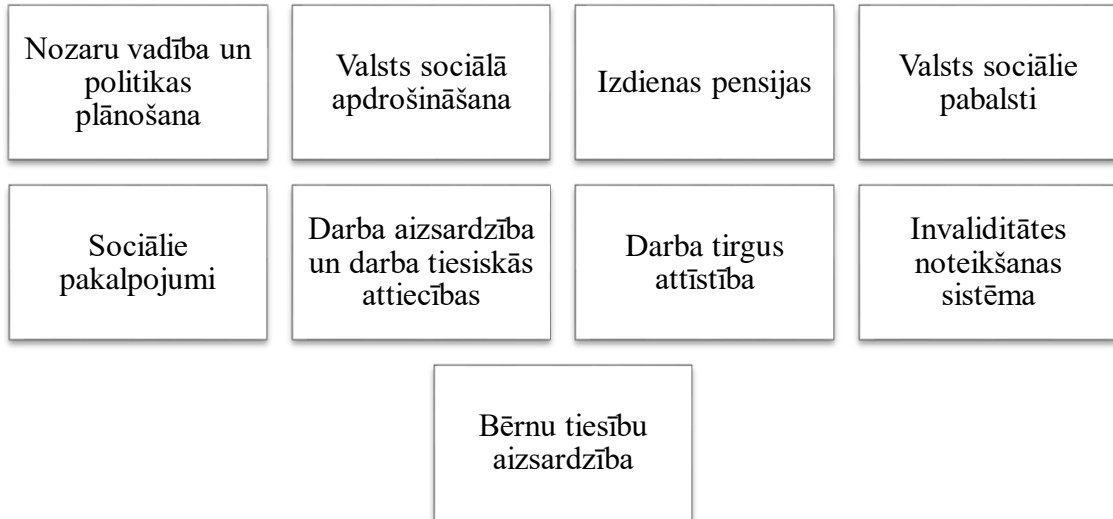 Nozaru vadība un
politikas
plānošana
Valsts sociālā
apdrošināšana
Izdienas pensijas
Valsts sociālie
pabalsti
Sociālie
pakalpojumi
Darba aizsardzība
un darba tiesiskās
attiecības
Darba tirgus
attīstība
Invaliditātes
noteikšanas
sistēma
Bērnu tiesību
aizsardzība